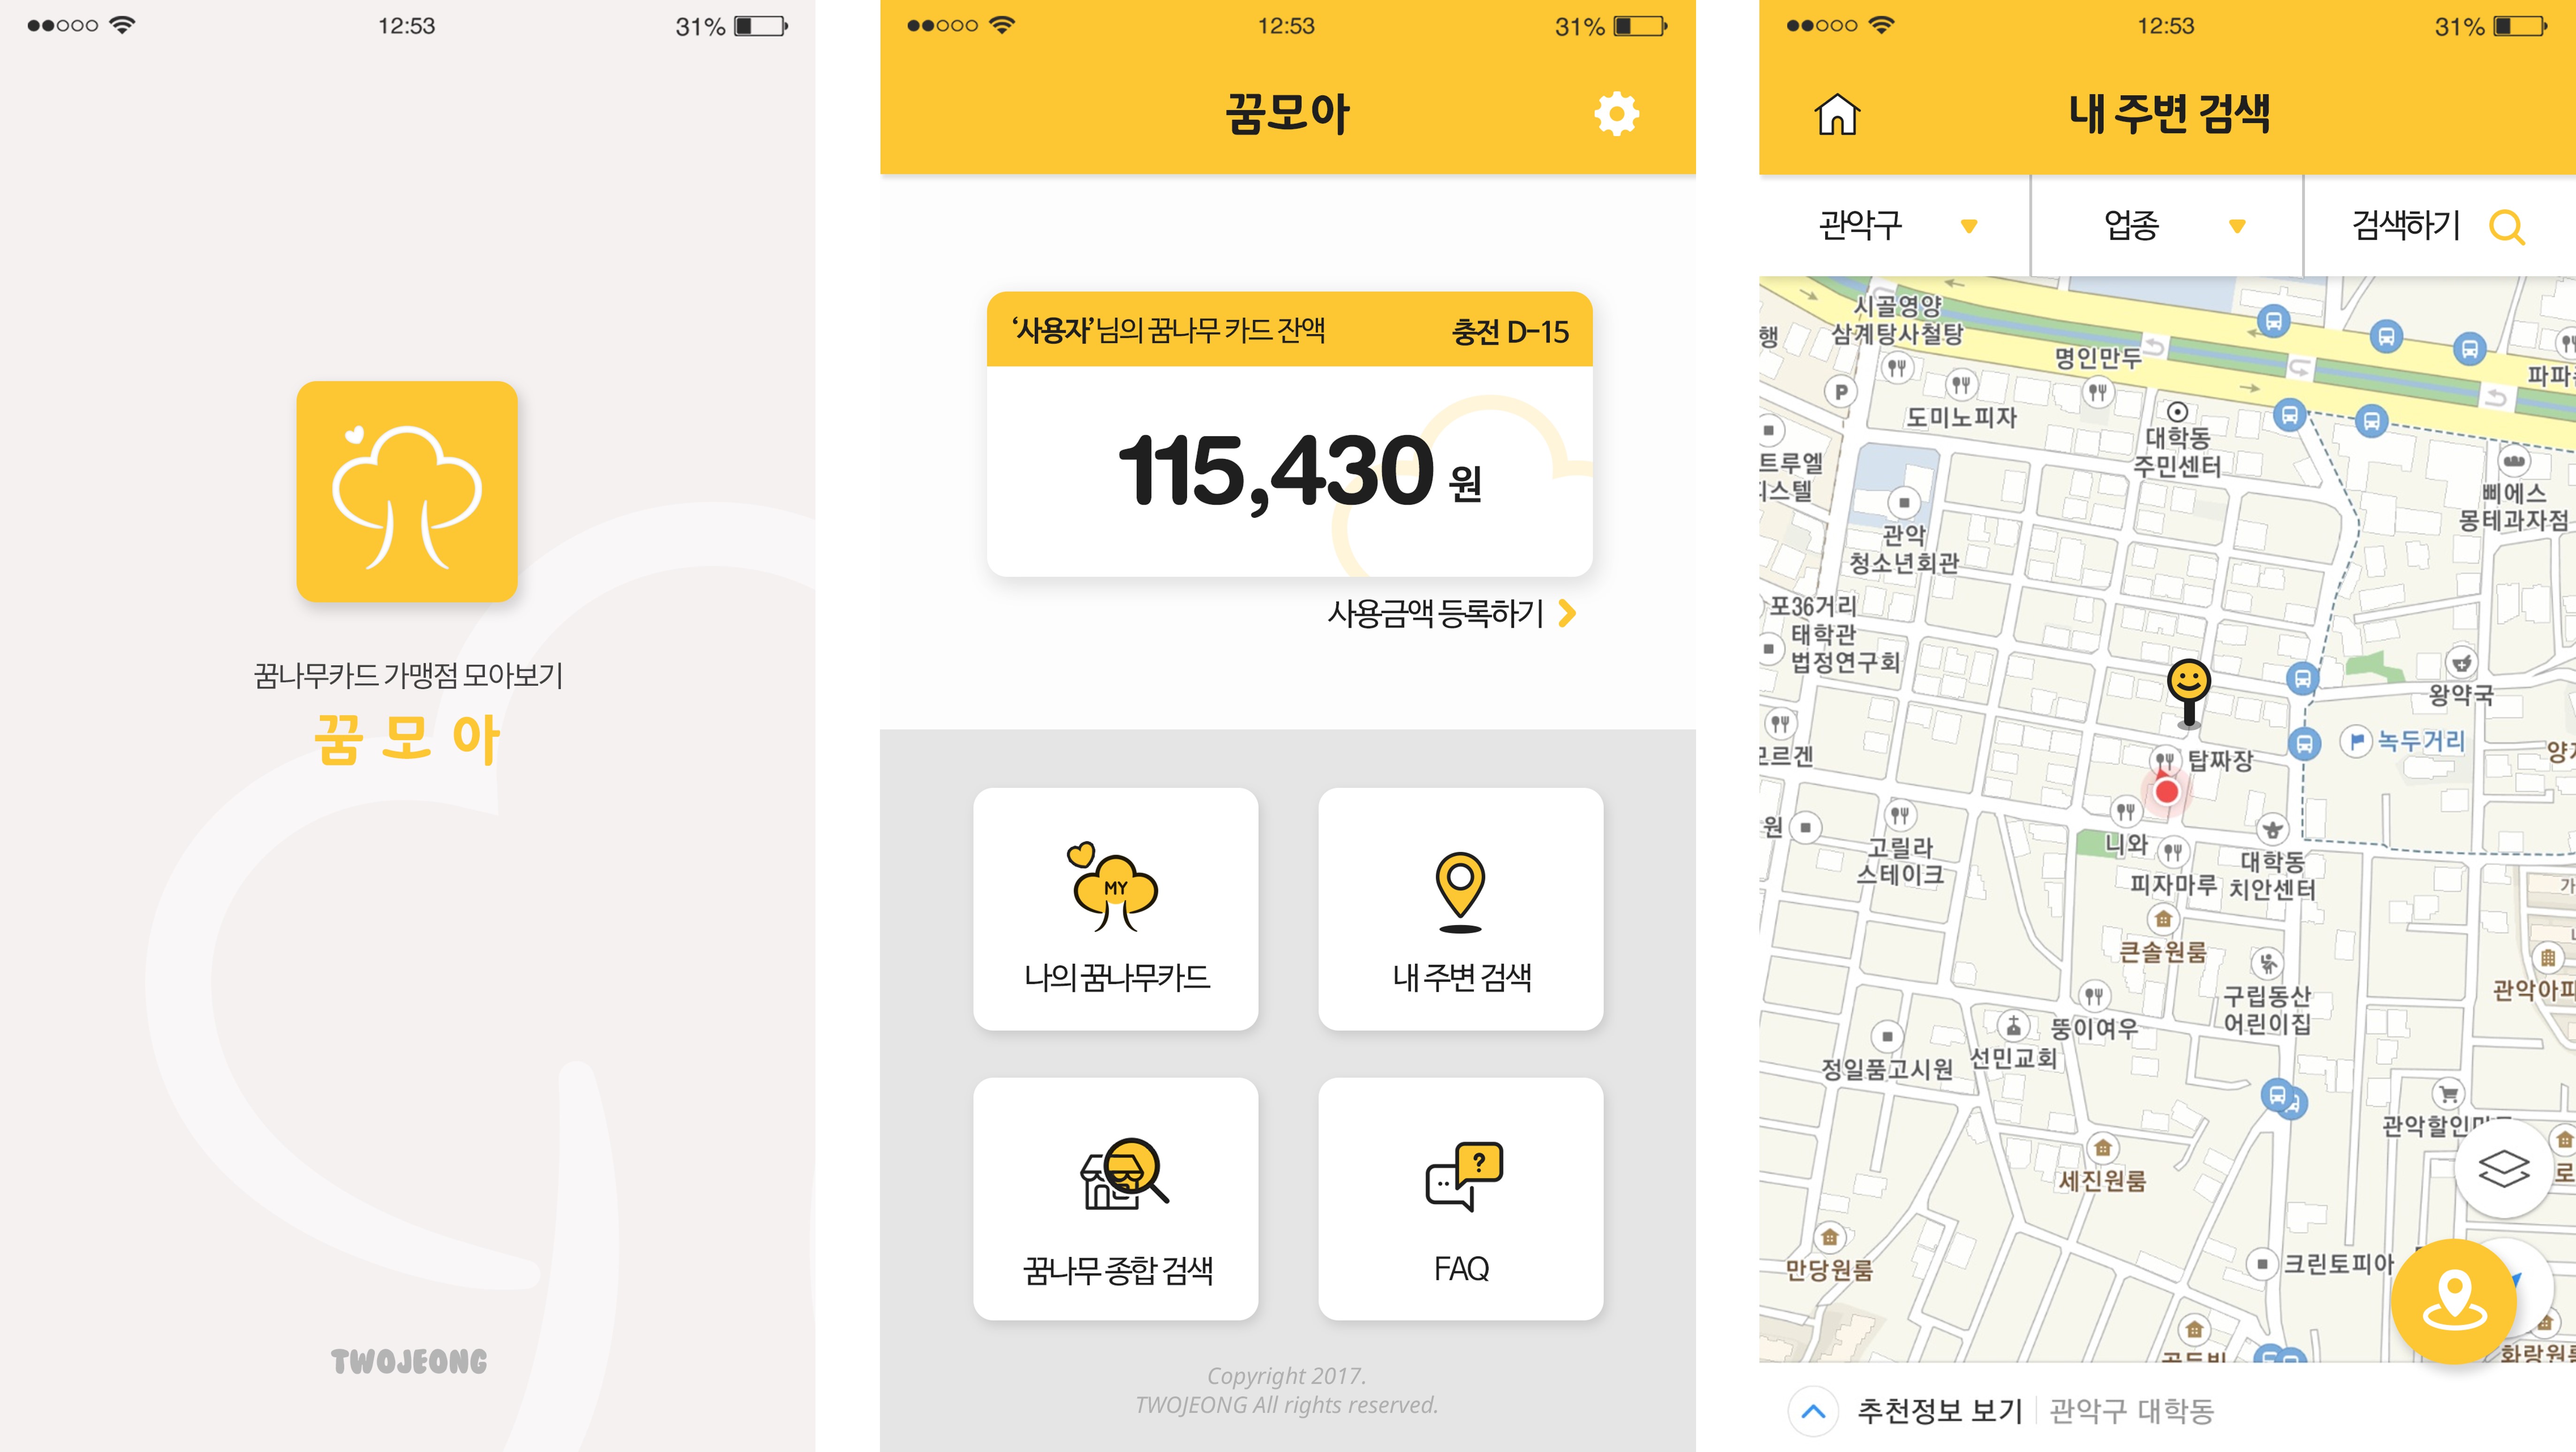 12:53
31%
꿈나무카드 가맹점 모아보기
꿈모아
TWOJEONG
12:53
31%
꿈모아
‘사용자’님의 꿈나무 카드 잔액
충전 D-15
115,430 원
사용금액 등록하기
MY
나의 꿈나무카드
내 주변 검색
?
꿈나무 종합 검색
FAQ
Copyright 2017.
TWOJEONG All rights reserved.
12:53
31%
내 주변 검색
관악구
업종
검색하기
시골영양
삼계탕사철탕
행
명인만두
파파
P
도미노피자
대학동
주민센터
트루엘
스텔
삐에스
몽테과자점
관악
청소년회관
포36거리
태학관
법정연구회
왕약국
녹두거리
모르겐
탑짜장
원
고릴라
스테이크
니와
대학동
치안센터
피자마루
큰솔원룸
관악아파
구립동산
어린이집
뚱이여우
선민교회
정일품고시원
관악할인마트
세진원룸
로
만당원룸
크린토피아
화랑원룸
추천정보 보기
관악구 대학동